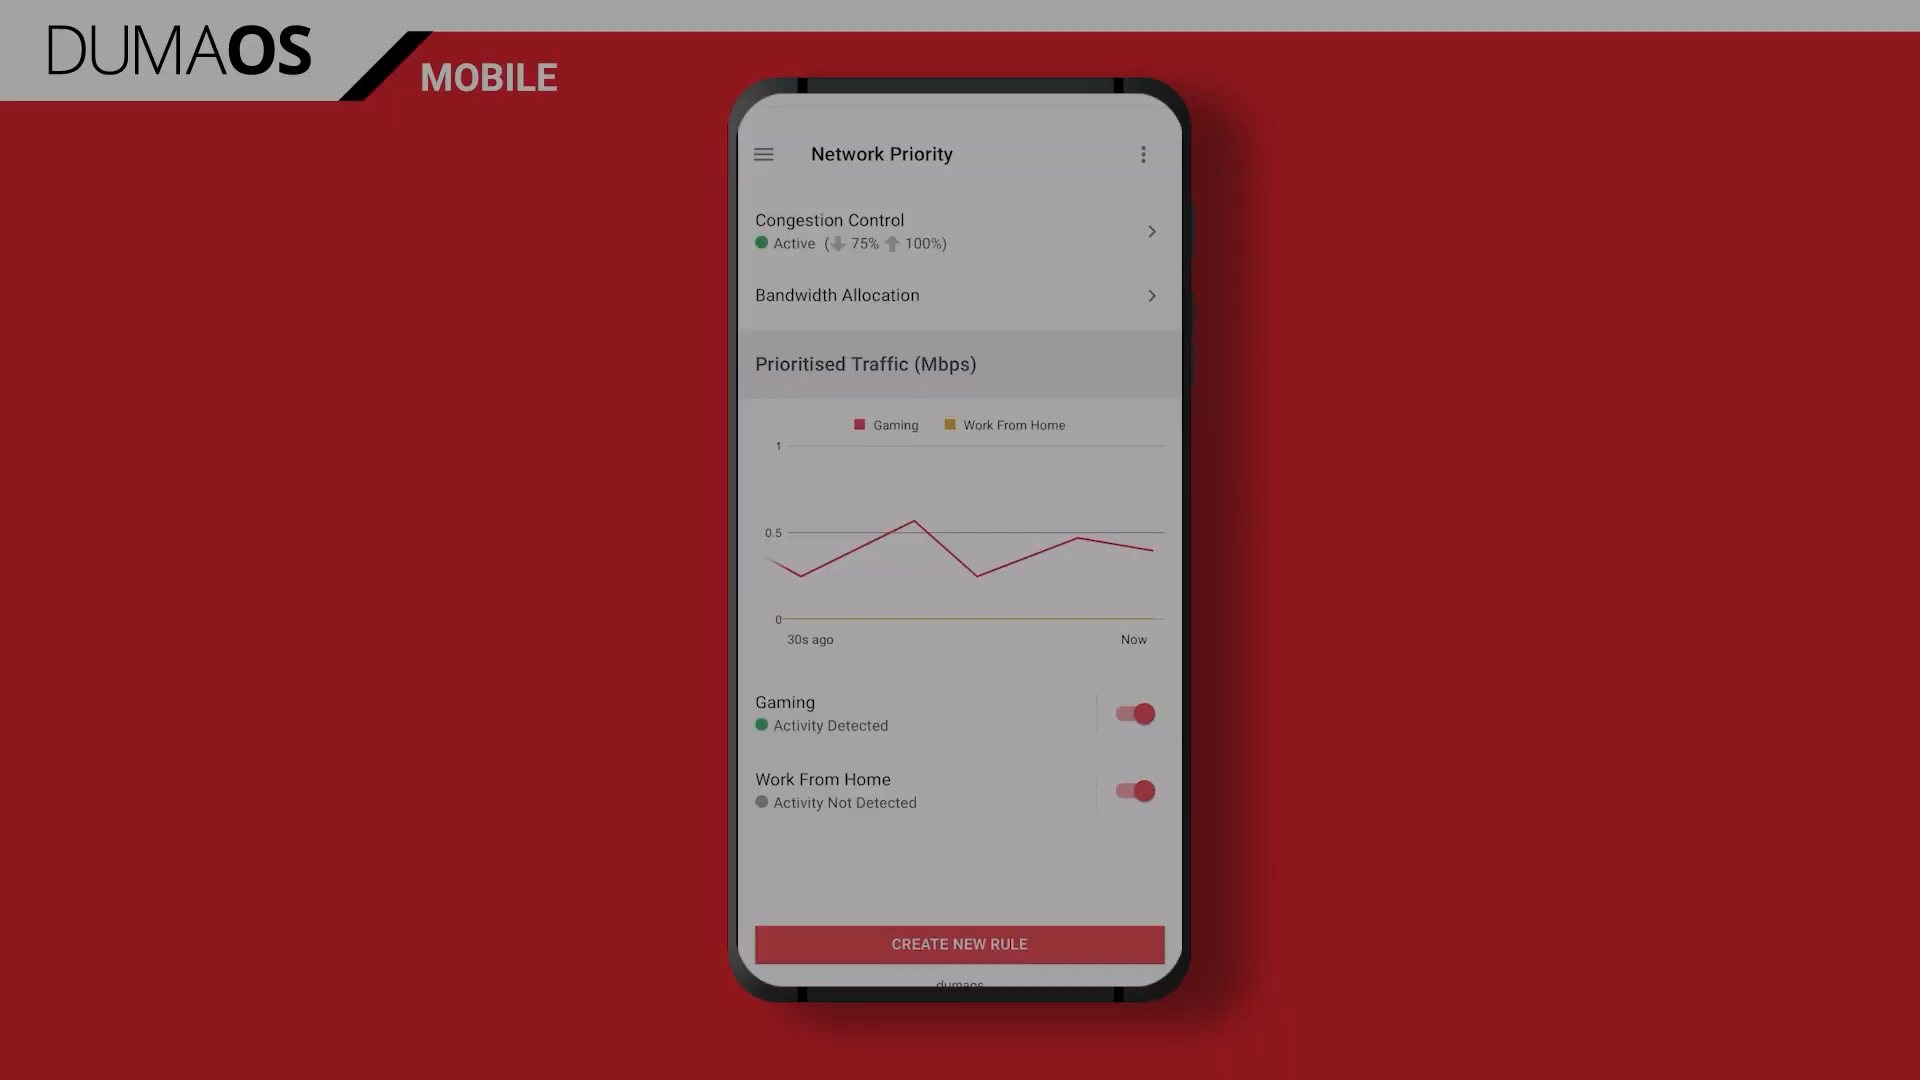 DUMAOS
MOBILE
Network Priority
Congestion Control
Active (🡇 75% 🡅 100%)
Bandwidth Allocation
Prioritised Traffic (Mbps)
Gaming
Work From Home
1
0.5
0
30s ago
Now
Gaming
Activity Detected
Work From Home
Activity Not Detected
CREATE NEW RULE
dumaos